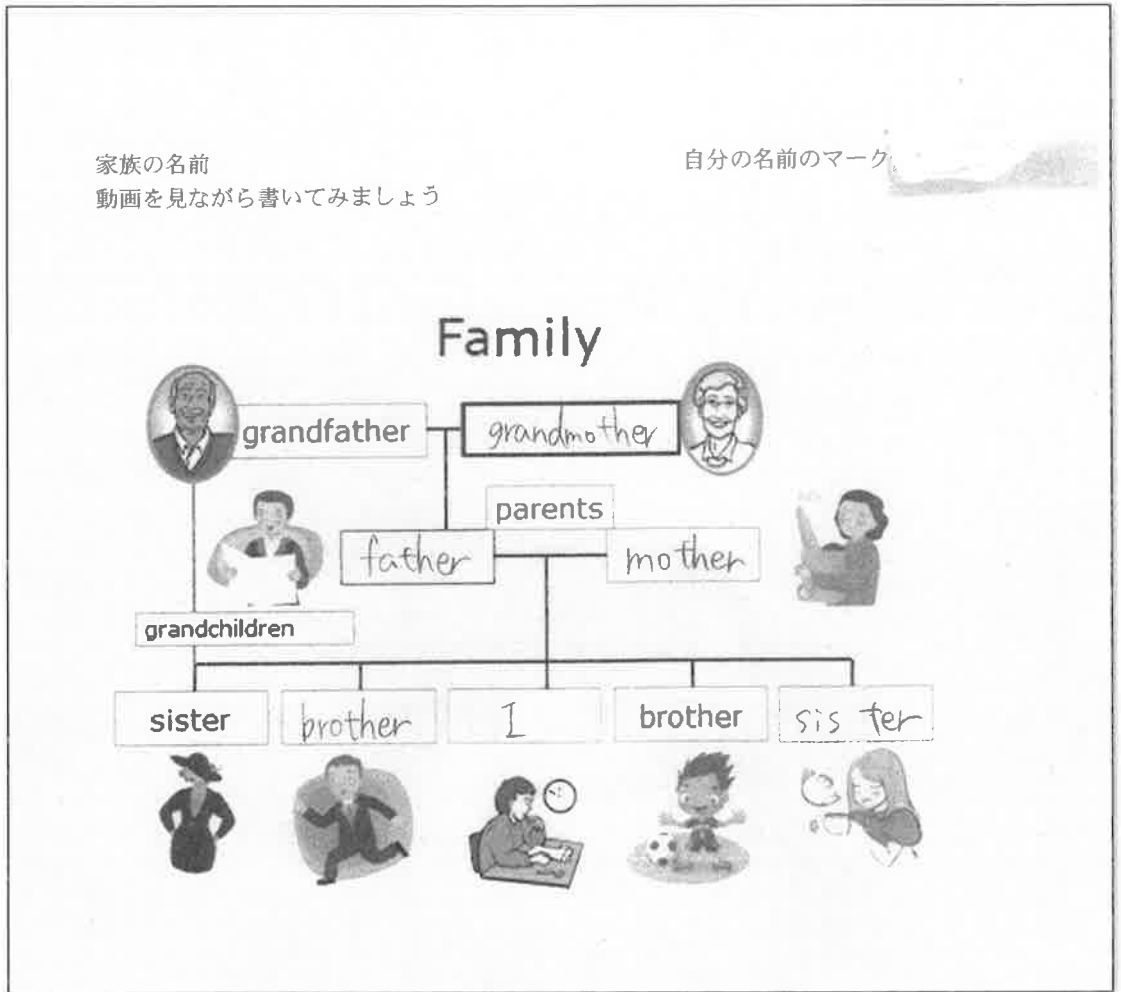 家族の名前
動画を見ながら書いてみましょう
自分の名前のマーク
Family
grandfather
grandmother
parents
father
mother
grandchildren
sister
brother
I
brother
sister